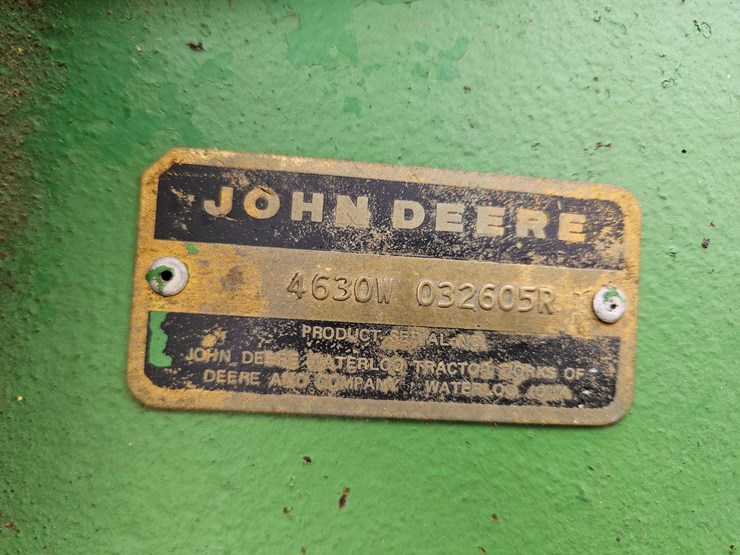 JOHN DEERE
4630W 032605R
PRODUCT SERIAL NO.
JOHN DEERE WATERLOO TRACTOR WORKS OF
DEERE AND COMPANY WATERLOO IOWA